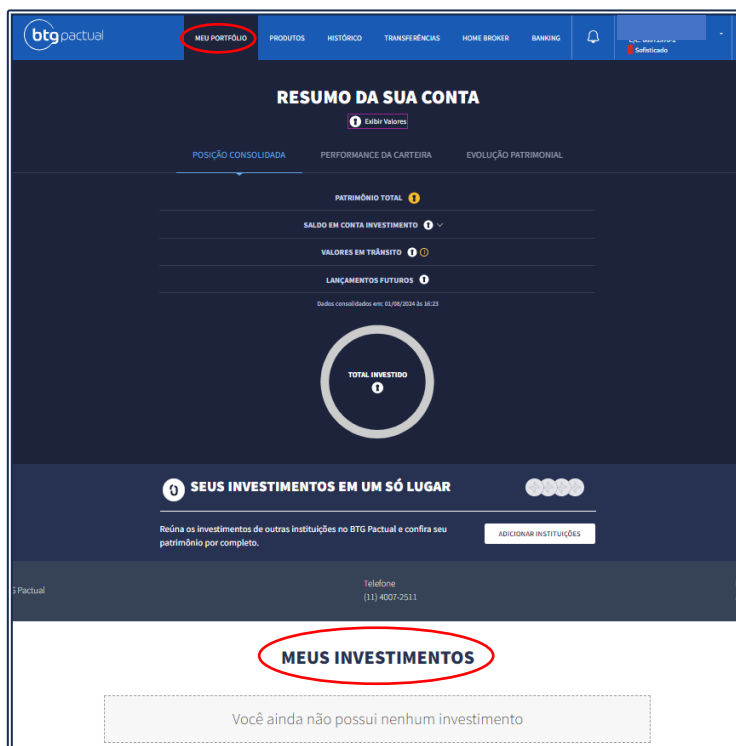 btg pactual
MEU PORTFÓLIO PRODUTOS HISTÓRICO TRANSFERÊNCIAS HOME BROKER BANKING
Sofisticado
RESUMO DA SUA CONTA
Exibir Valores
POSIÇÃO CONSOLIDADA PERFORMANCE DA CARTEIRA EVOLUÇÃO PATRIMONIAL
PATRIMÔNIO TOTAL
SALDO EM CONTA INVESTIMENTO
VALORES EM TRÂNSITO
LANÇAMENTOS FUTUROS
Dados consolidados em: 01/08/2024 às 16:23
TOTAL INVESTIDO
SEUS INVESTIMENTOS EM UM SÓ LUGAR
Reúna os investimentos de outras instituições no BTG Pactual e confira seu
patrimônio por completo.
ADICIONAR INSTITUIÇÕES
Pactual
Telefone
(11) 4007-2511
MEUS INVESTIMENTOS
Você ainda não possui nenhum investimento